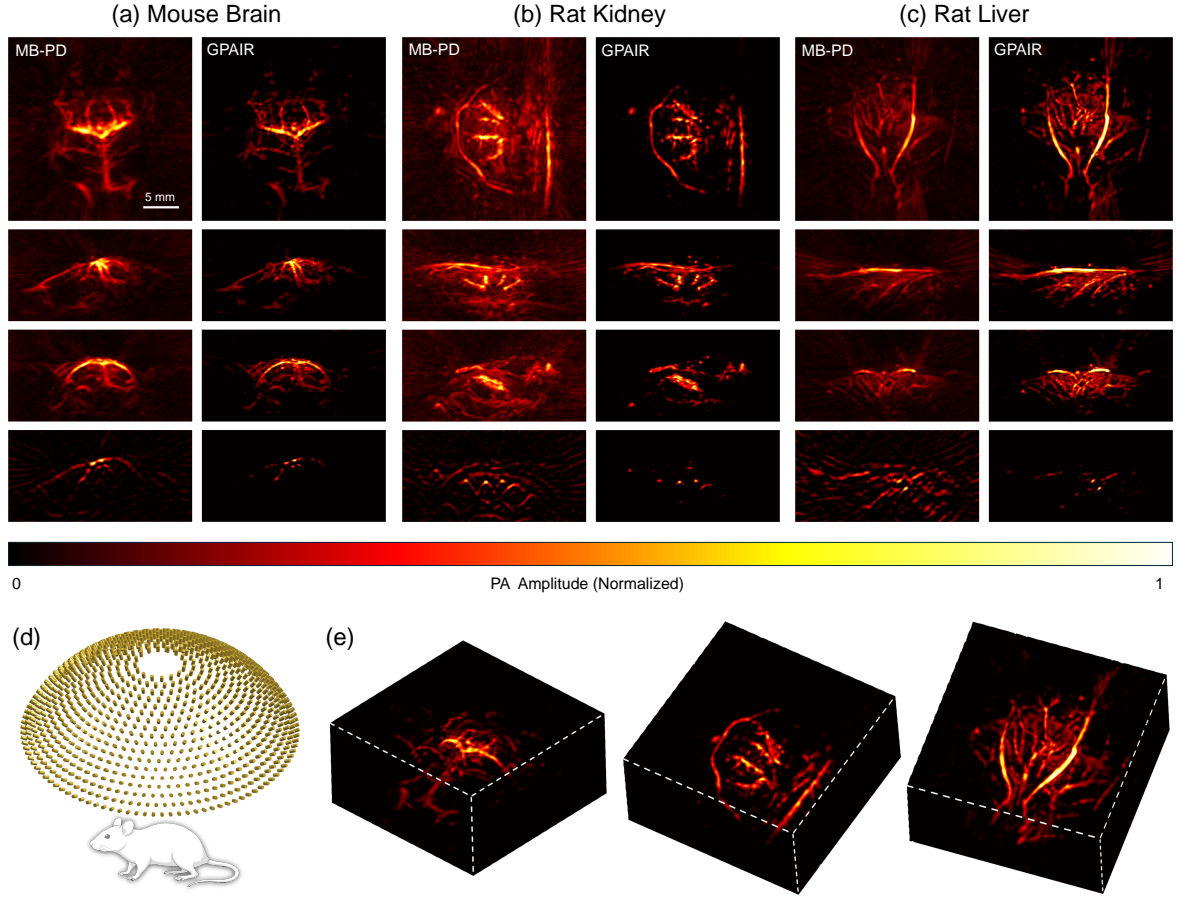 (a) Mouse Brain
(b) Rat Kidney
(c) Rat Liver
MB-PD
GPAIR
MB-PD
GPAIR
MB-PD
GPAIR
5 mm
0
PA Amplitude (Normalized)
1
(d)
(e)